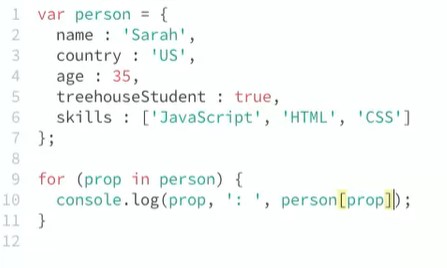 1 var person = {
2   name : 'Sarah',
3   country : 'US',
4   age : 35,
5   treehouseStudent : true,
6   skills : ['JavaScript', 'HTML', 'CSS']
7 };
8
9 for (prop in person) {
10   console.log(prop, ': ', person[prop]);
11 }
12